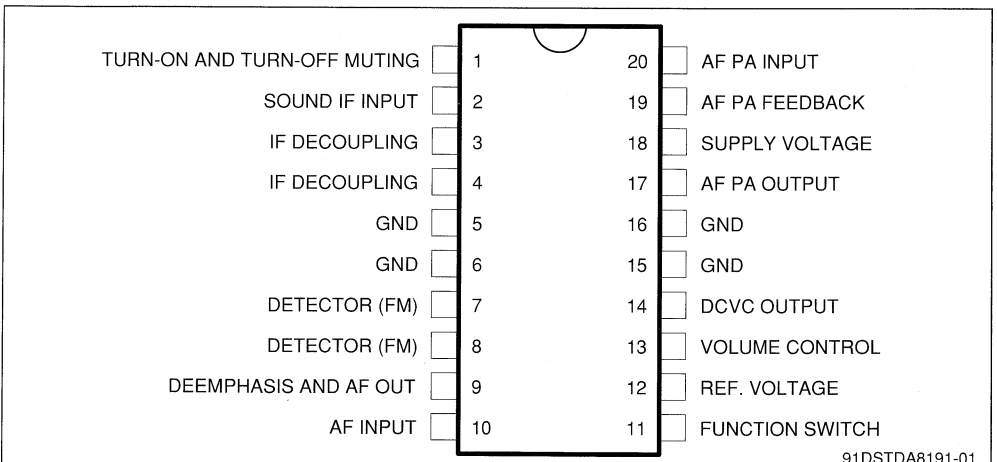 TURN-ON AND TURN-OFF MUTING 1 20 AF PA INPUT
SOUND IF INPUT 2 19 AF PA FEEDBACK
IF DECOUPLING 3 18 SUPPLY VOLTAGE
IF DECOUPLING 4 17 AF PA OUTPUT
GND 5 16 GND
GND 6 15 GND
DETECTOR (FM) 7 14 DCVC OUTPUT
DETECTOR (FM) 8 13 VOLUME CONTROL
DEEMPHASIS AND AF OUT 9 12 REF. VOLTAGE
AF INPUT 10 11 FUNCTION SWITCH
91DSTDA8191-01